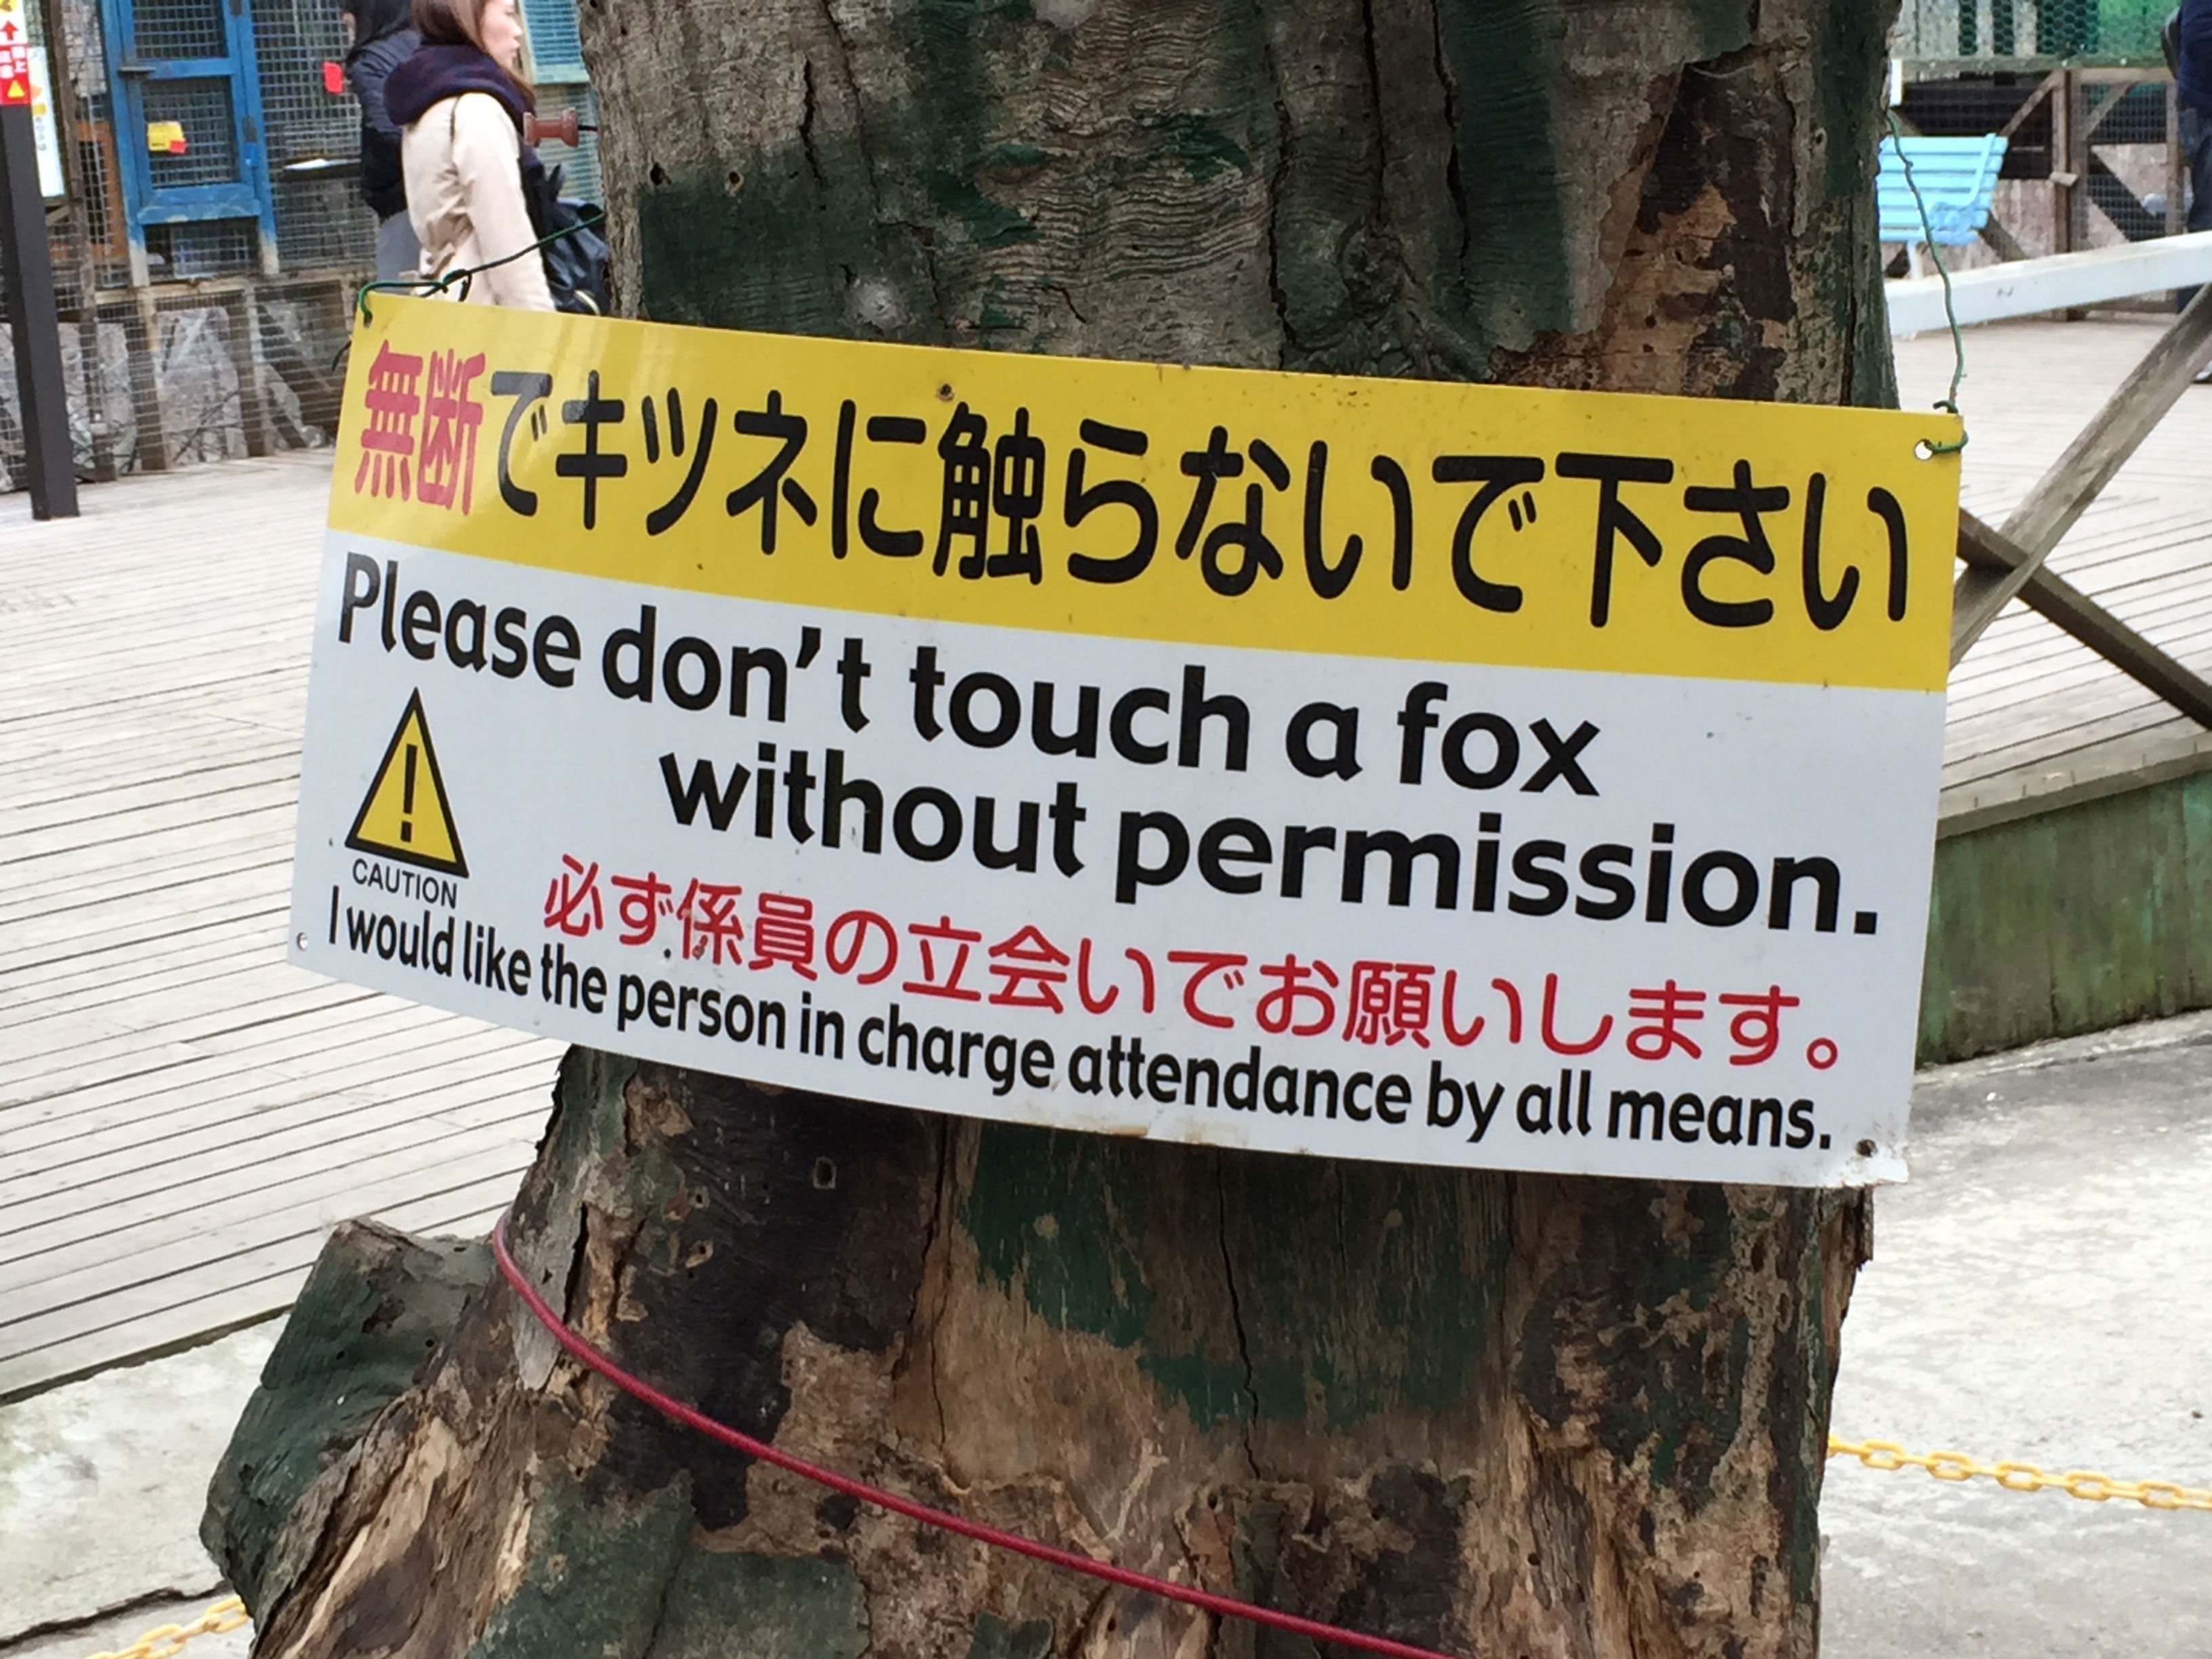 無断でキツネに触らないで下さい
Please don't touch a fox
without permission.
CAUTION
必ず係員の立会いでお願いします。
I would like the person in charge attendance by all means.